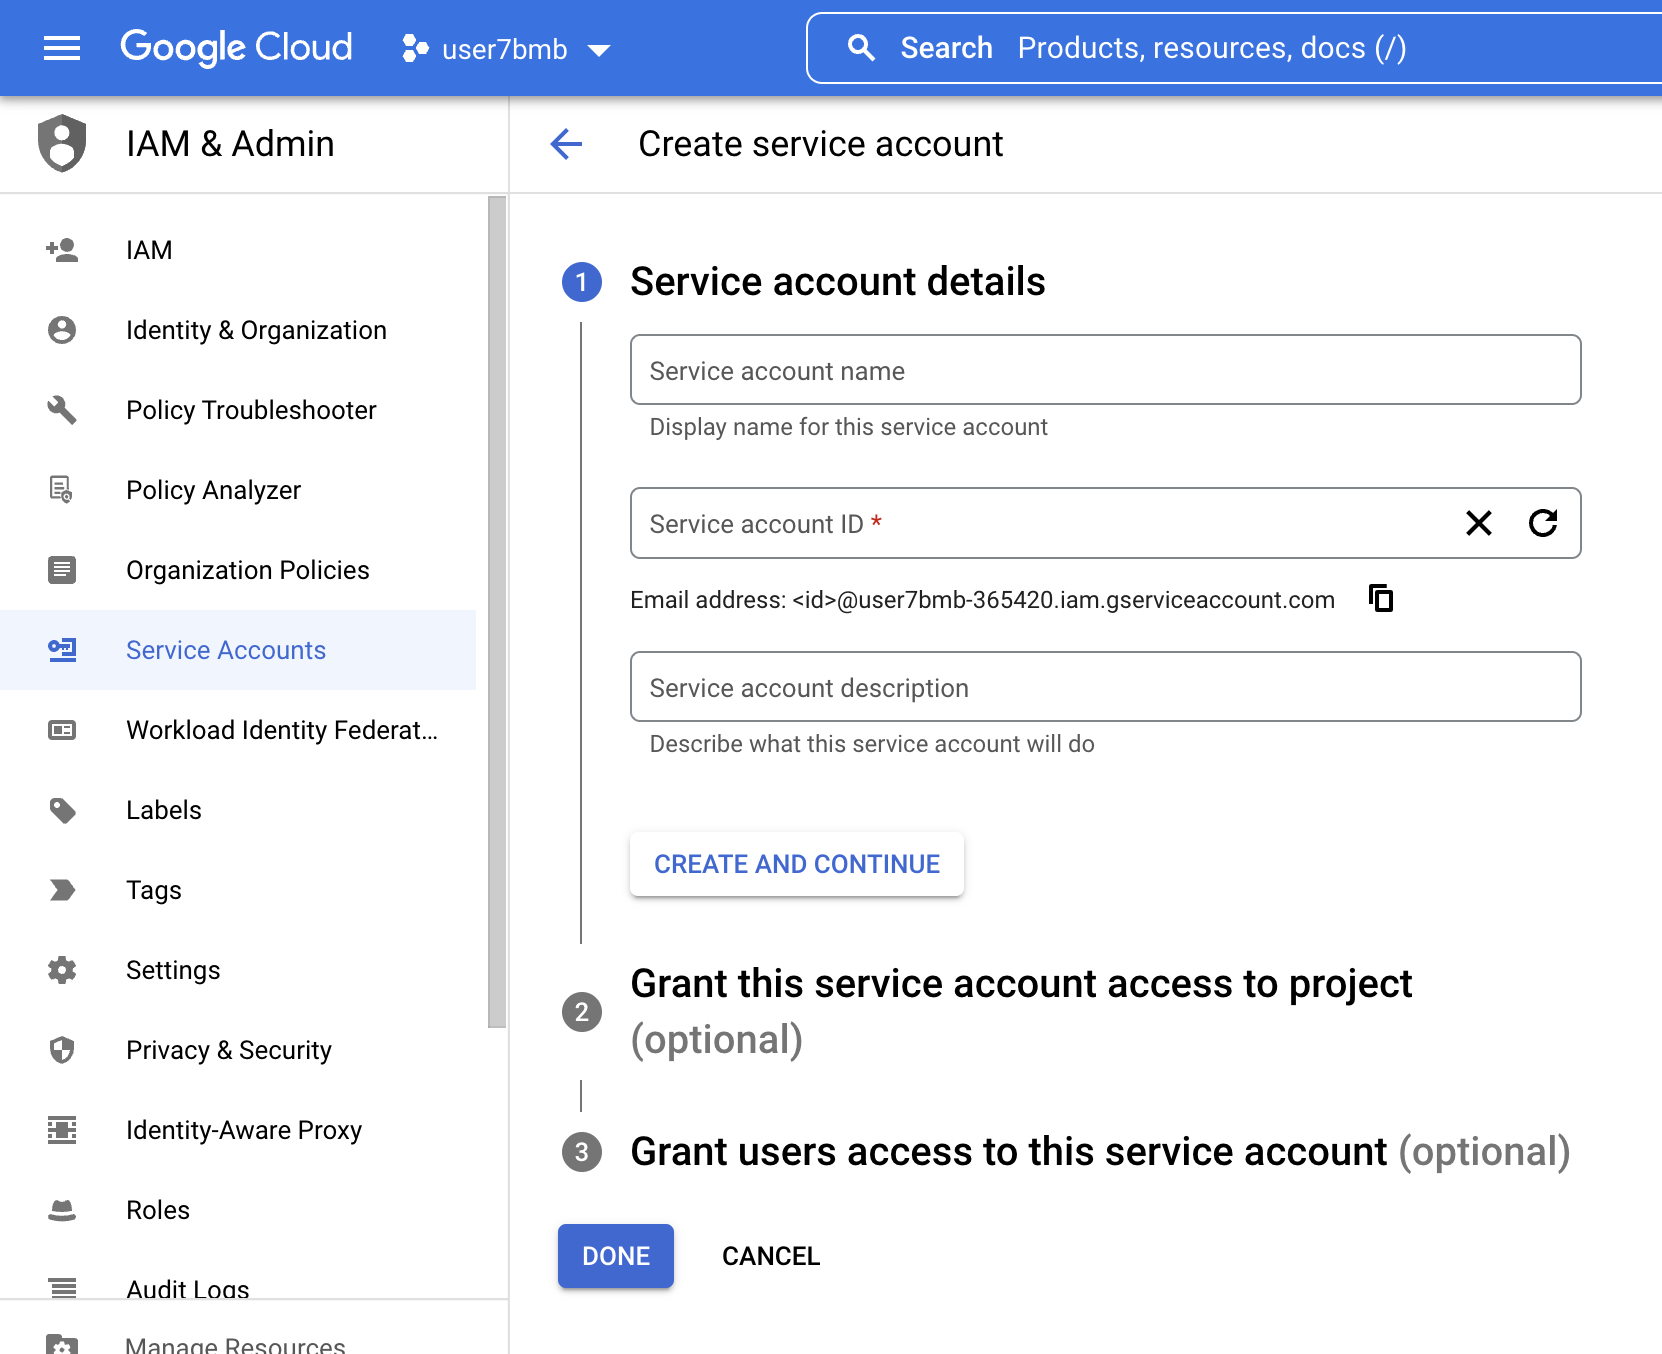 Google Cloud
user7bmb
Search Products, resources, docs (/)
IAM & Admin
Create service account
IAM
Identity & Organization
Policy Troubleshooter
Policy Analyzer
Organization Policies
Service Accounts
Workload Identity Federat...
Labels
Tags
Settings
Privacy & Security
Identity-Aware Proxy
Roles
Audit Logs
Manage Resources
1 Service account details
Service account name
Display name for this service account
Service account ID *
Email address: <id>@user7bmb-365420.iam.gserviceaccount.com
Service account description
Describe what this service account will do
CREATE AND CONTINUE
2 Grant this service account access to project
(optional)
3 Grant users access to this service account (optional)
DONE
CANCEL